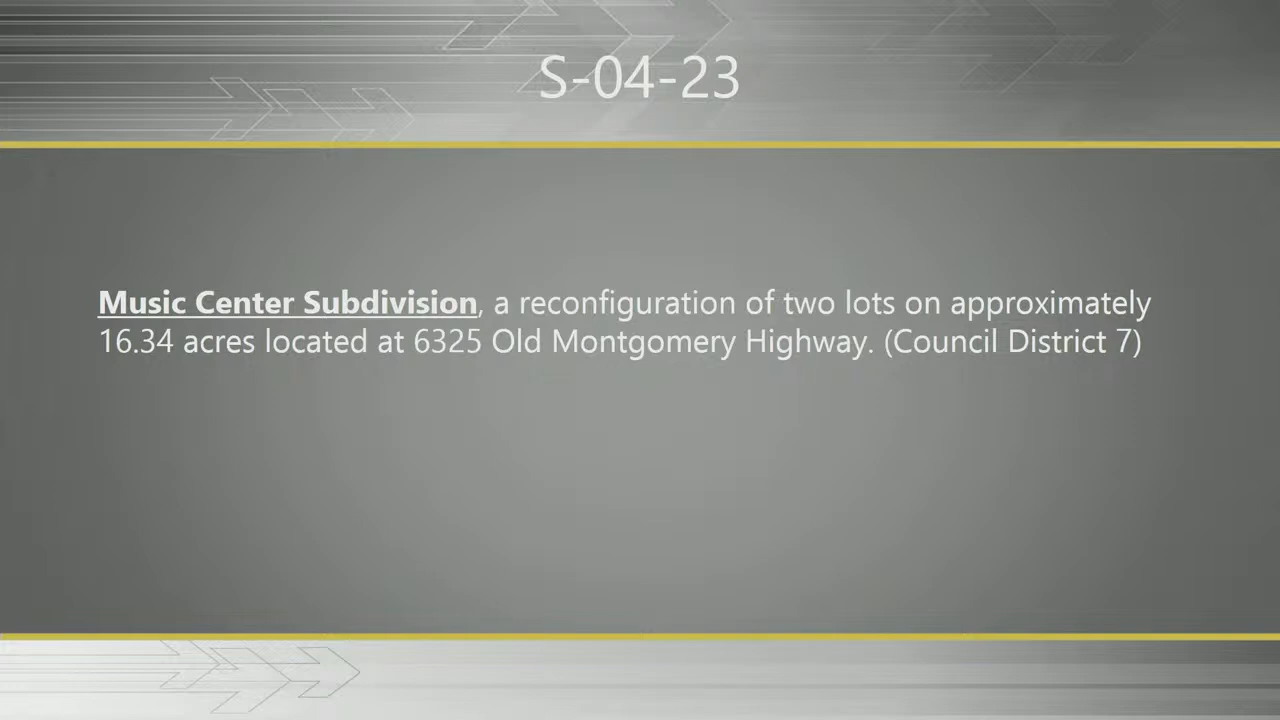 S-04-23
Music Center Subdivision, a reconfiguration of two lots on approximately
16.34 acres located at 6325 Old Montgomery Highway. (Council District 7)